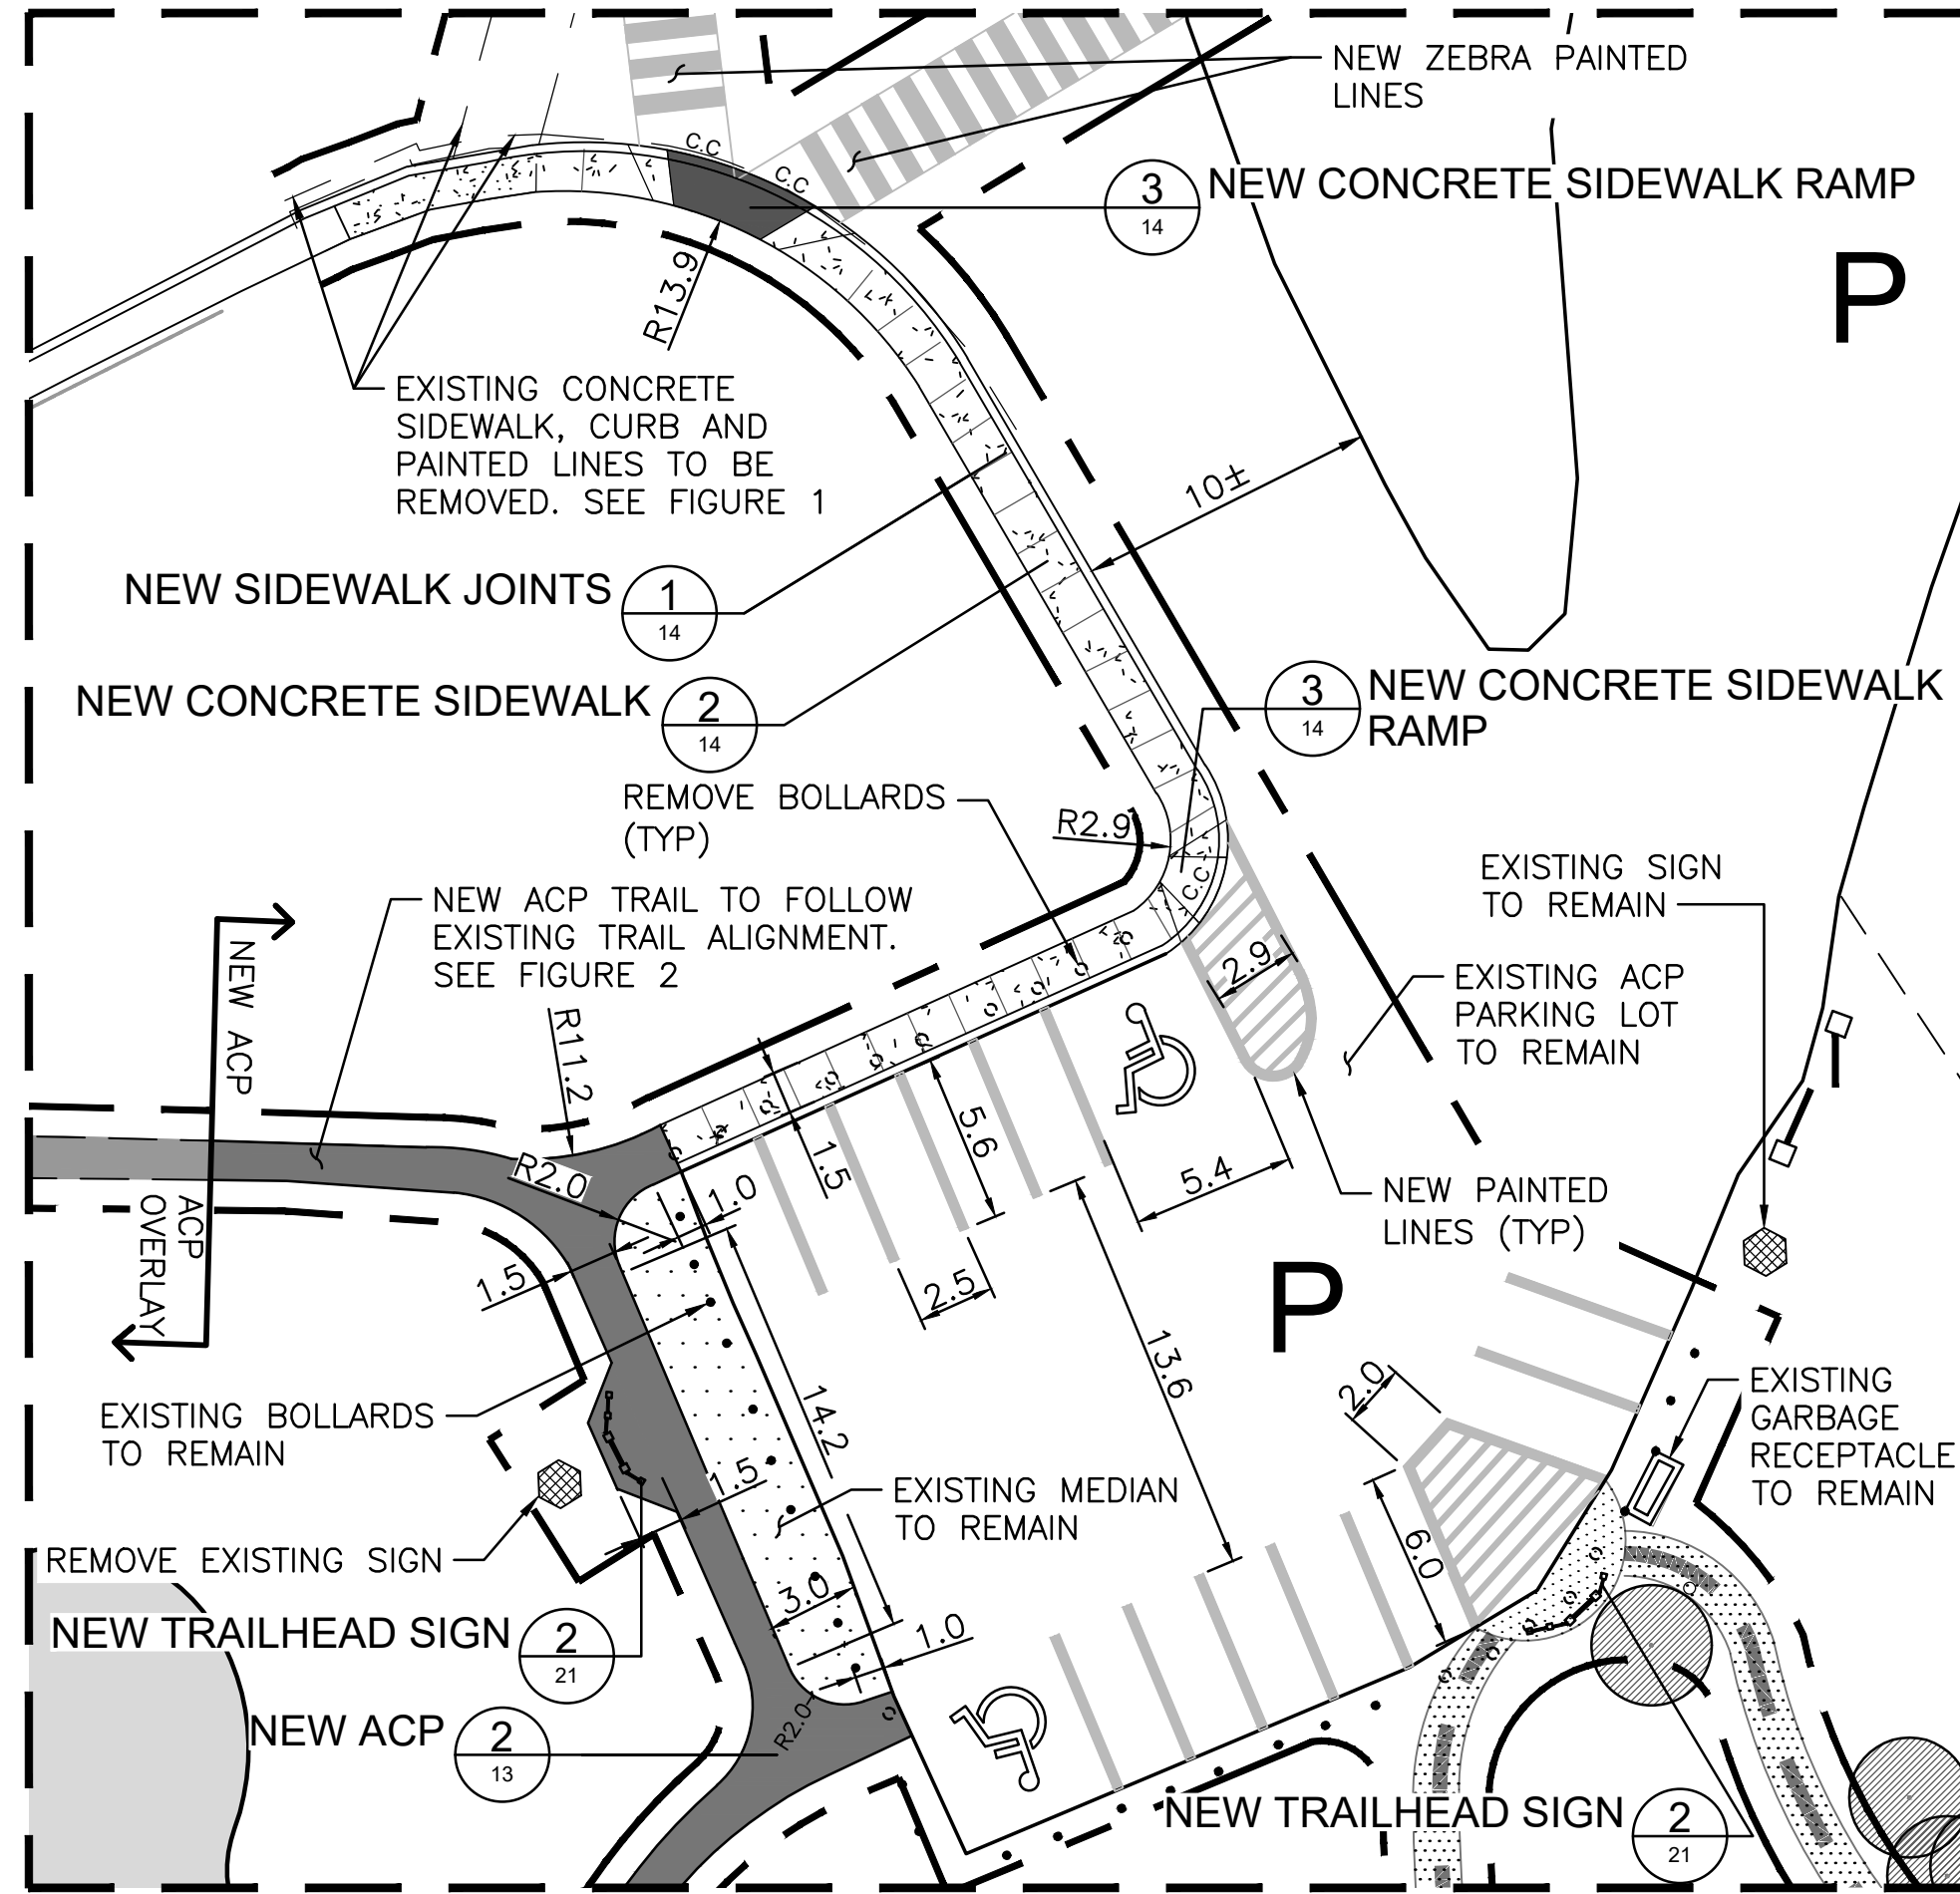 NEW ZEBRA PAINTED
LINES
C.C
C.C
3
14
NEW CONCRETE SIDEWALK RAMP
P
R13.9
EXISTING CONCRETE
SIDEWALK, CURB AND
PAINTED LINES TO BE
REMOVED. SEE FIGURE 1
10±
NEW SIDEWALK JOINTS
1
14
NEW CONCRETE SIDEWALK
2
14
3
14
NEW CONCRETE SIDEWALK
RAMP
REMOVE BOLLARDS
(TYP)
R2.9
C.C
NEW ACP TRAIL TO FOLLOW
EXISTING TRAIL ALIGNMENT.
SEE FIGURE 2
EXISTING SIGN
TO REMAIN
NEW ACP
2.9
EXISTING ACP
PARKING LOT
TO REMAIN
R11.2
5.6
1.5
R2.0
1.0
5.4
NEW PAINTED
LINES (TYP)
ACP
OVERLAY
1.5
2.5
P
13.6
2.0
EXISTING BOLLARDS
TO REMAIN
14.2
EXISTING
GARBAGE
RECEPTACLE
TO REMAIN
1.5
EXISTING MEDIAN
TO REMAIN
6.0
REMOVE EXISTING SIGN
3.0
NEW TRAILHEAD SIGN
2
21
1.0
R2.0
NEW ACP
2
13
NEW TRAILHEAD SIGN
2
21